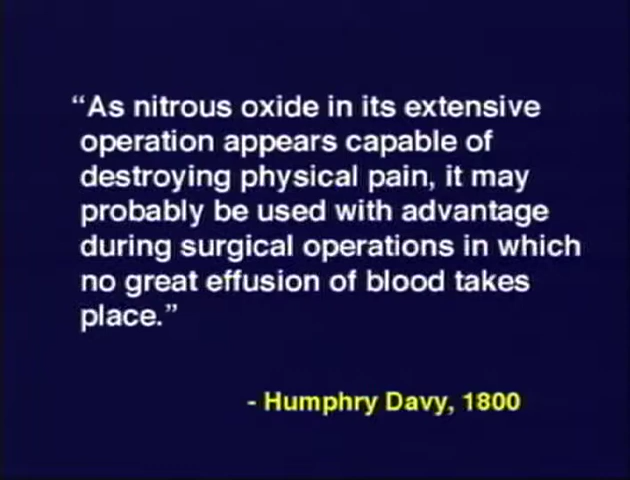 “As nitrous oxide in its extensive
operation appears capable of
destroying physical pain, it may
probably be used with advantage
during surgical operations in which
no great effusion of blood takes
place.”
- Humphry Davy, 1800